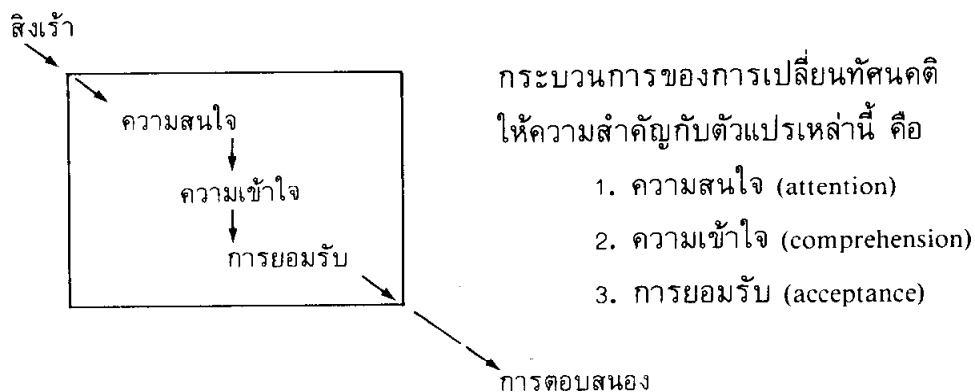 สิ่งเร้า
ความสนใจ
ความเข้าใจ
การยอมรับ
การตอบสนอง
กระบวนการของการเปลี่ยนทัศนคติ
ให้ความสำคัญกับตัวแปรเหล่านี้ คือ
1. ความสนใจ (attention)
2. ความเข้าใจ (comprehension)
3. การยอมรับ (acceptance)